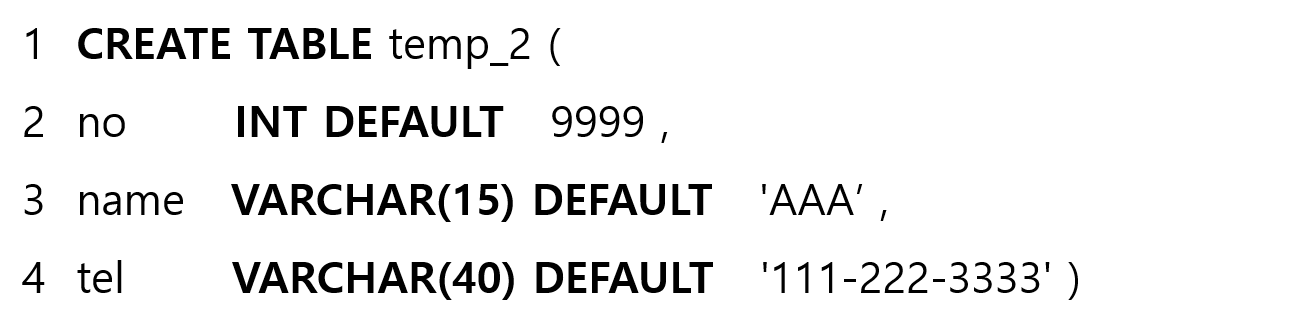 1 CREATE TABLE temp_2 (
2 no INT DEFAULT 9999 ,
3 name VARCHAR(15) DEFAULT 'AAA’ ,
4 tel VARCHAR(40) DEFAULT '111-222-3333' )